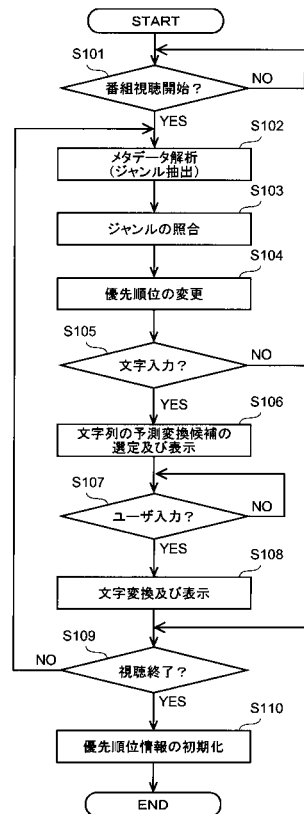 START
S101
番組視聴開始？
NO
YES
S102
メタデータ解析
(ジャンル抽出)
S103
ジャンルの照合
S104
優先順位の変更
S105
文字入力？
NO
YES
S106
文字列の予測変換候補の
選定及び表示
S107
ユーザ入力？
NO
YES
S108
文字変換及び表示
S109
NO
視聴終了？
YES
S110
優先順位情報の初期化
END